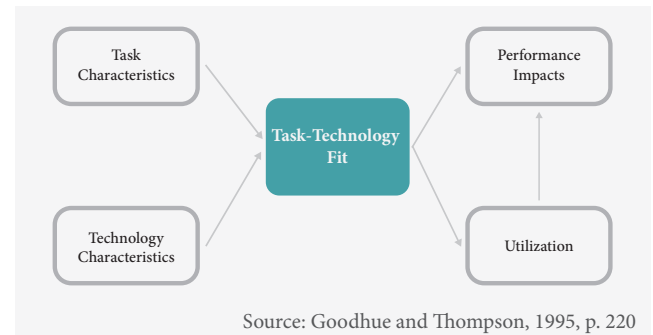 Task
Characteristics
Performance
Impacts
Task-Technology
Fit
Technology
Characteristics
Utilization
Source: Goodhue and Thompson, 1995, p. 220